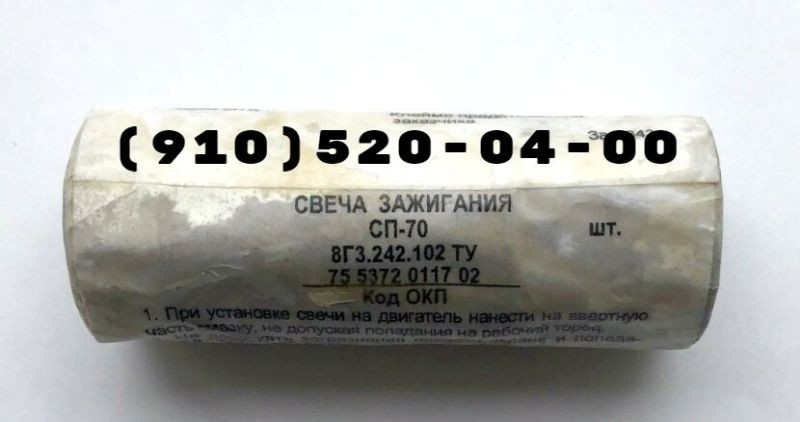 заказчика
(910)520-04-00
СВЕЧА ЗАЖИГАНИЯ
СП-70
шт.
8Г3.242.102 ТУ
75 5372 0117 02
Код ОКП
1. При установке свечи на двигатель нанести на ввертную
часть смазку, не допуская попадания на рабочий торец.